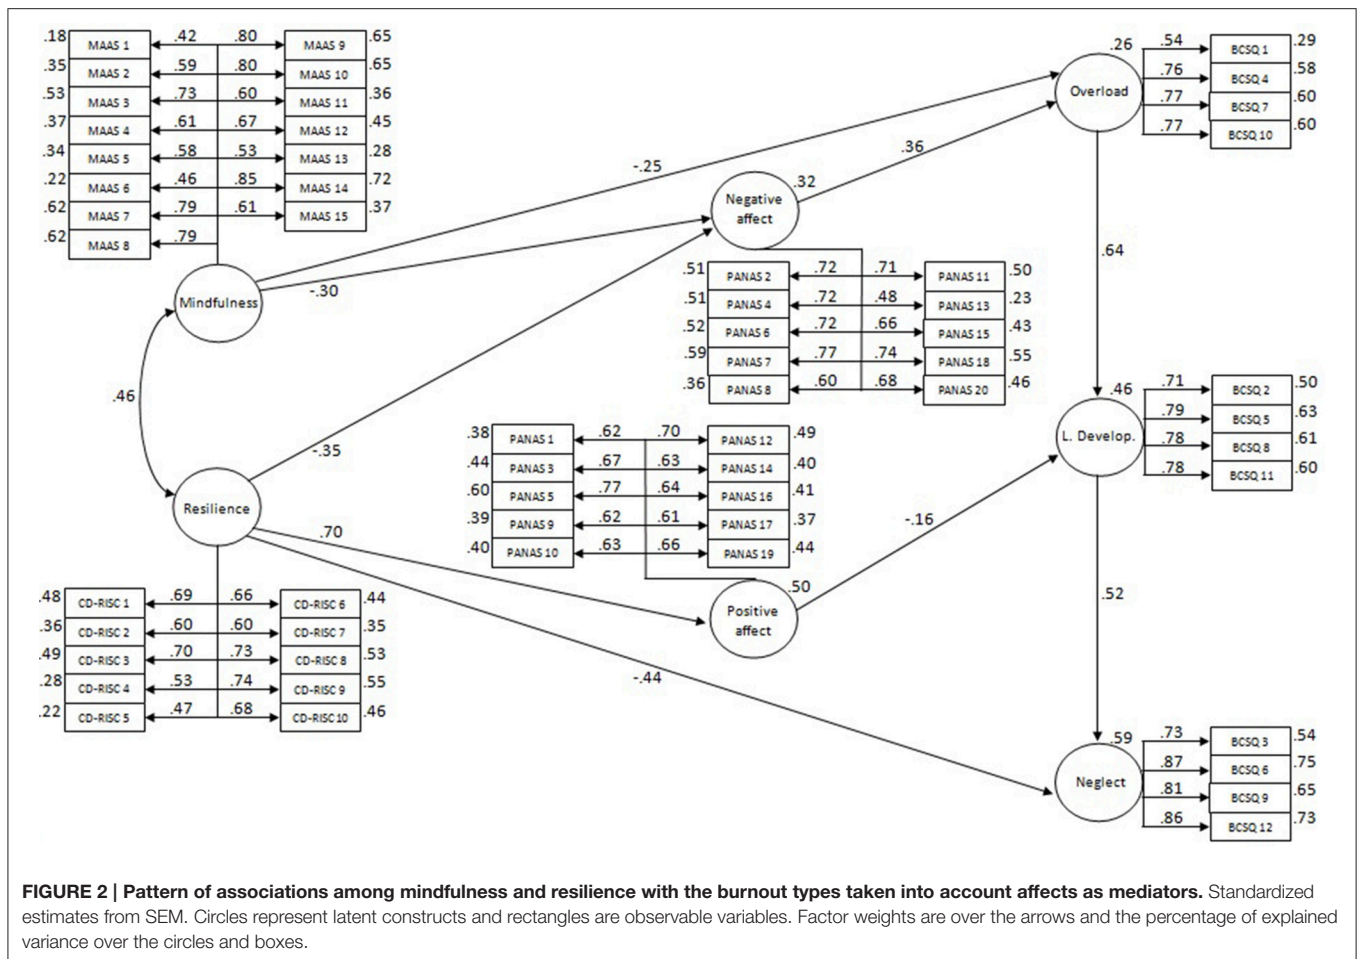 .18 MAAS 1 .42 .80 MAAS 9 .65
.35 MAAS 2 .59 .80 MAAS 10 .65
.53 MAAS 3 .73 .60 MAAS 11 .36
.37 MAAS 4 .61 .67 MAAS 12 .45
.34 MAAS 5 .58 .53 MAAS 13 .28
.22 MAAS 6 .46 .85 MAAS 14 .72
.62 MAAS 7 .79 .61 MAAS 15 .37
.62 MAAS 8 .79
Mindfulness
.46
Resilience
.48 CD-RISC 1 .69 .66 CD-RISC 6 .44
.36 CD-RISC 2 .60 .60 CD-RISC 7 .35
.49 CD-RISC 3 .70 .73 CD-RISC 8 .53
.28 CD-RISC 4 .53 .74 CD-RISC 9 .55
.22 CD-RISC 5 .47 .68 CD-RISC 10 .46
-.25
-.30
-.35
.70
-.44
.32
Negative
affect
.36
.51 PANAS 2 .72 .71 PANAS 11 .50
.51 PANAS 4 .72 .48 PANAS 13 .23
.52 PANAS 6 .72 .66 PANAS 15 .43
.59 PANAS 7 .77 .74 PANAS 18 .55
.36 PANAS 8 .60 .68 PANAS 20 .46
.38 PANAS 1 .62 .70 PANAS 12 .49
.44 PANAS 3 .67 .63 PANAS 14 .40
.60 PANAS 5 .77 .64 PANAS 16 .41
.39 PANAS 9 .62 .61 PANAS 17 .37
.40 PANAS 10 .63 .66 PANAS 19 .44
.50
Positive
affect
-.16
.26
Overload
.54 BCSQ 1 .29
.76 BCSQ 4 .58
.77 BCSQ 7 .60
.77 BCSQ 10 .60
.64
.46
L. Develop.
.71 BCSQ 2 .50
.79 BCSQ 5 .63
.78 BCSQ 8 .61
.78 BCSQ 11 .60
.52
.59
Neglect
.73 BCSQ 3 .54
.87 BCSQ 6 .75
.81 BCSQ 9 .65
.86 BCSQ 12 .73
FIGURE 2 | Pattern of associations among mindfulness and resilience with the burnout types taken into account affects as mediators. Standardized
estimates from SEM. Circles represent latent constructs and rectangles are observable variables. Factor weights are over the arrows and the percentage of explained
variance over the circles and boxes.